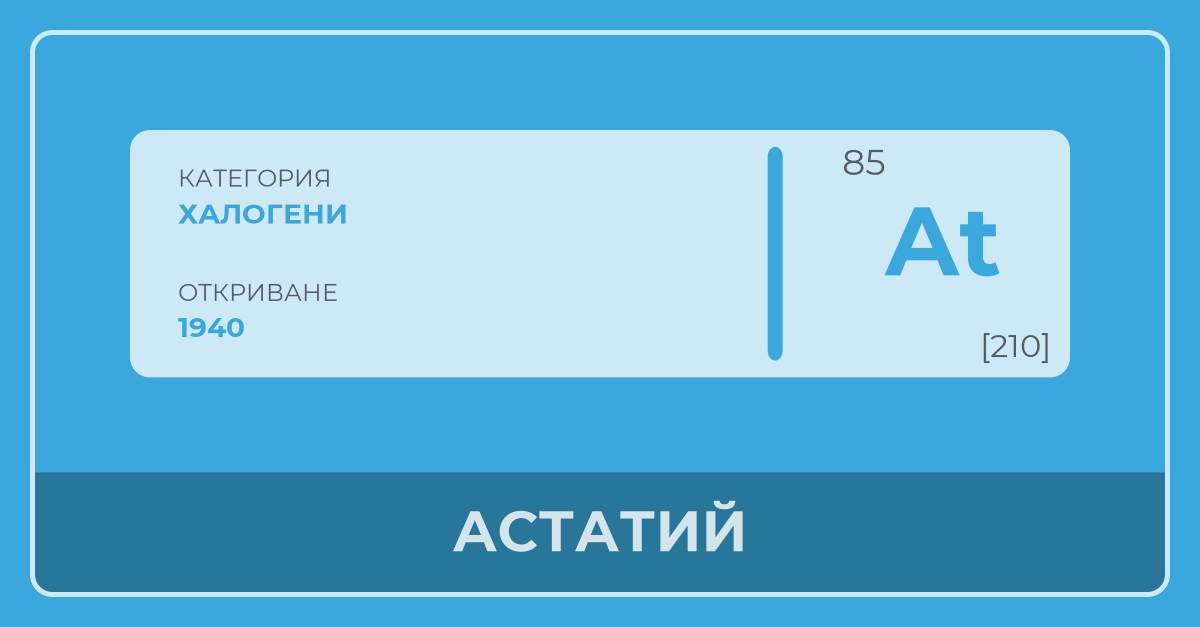 КАТЕГОРИЯ
ХАЛОГЕНИ
ОТКРИВАНЕ
1940
85
At
[210]
АСТАТИЙ